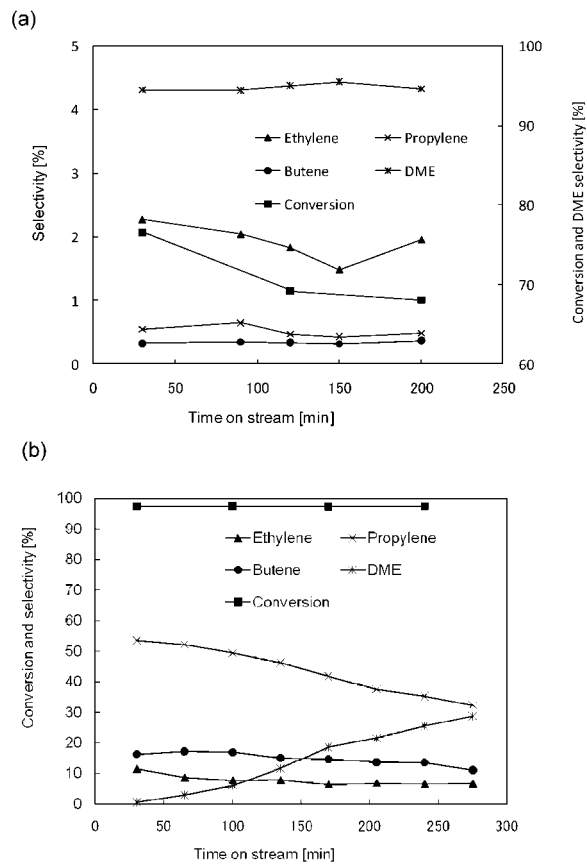 (a)
5
4
3
2
1
0
Selectivity [%]
100
90
80
70
60
Conversion and DME selectivity [%]
Ethylene
Propylene
Butene
DME
Conversion
0 50 100 150 200 250
Time on stream [min]
(b)
100
90
80
70
60
50
40
30
20
10
0
Conversion and selectivity [%]
Ethylene
Propylene
Butene
DME
Conversion
0 50 100 150 200 250 300
Time on stream [min]